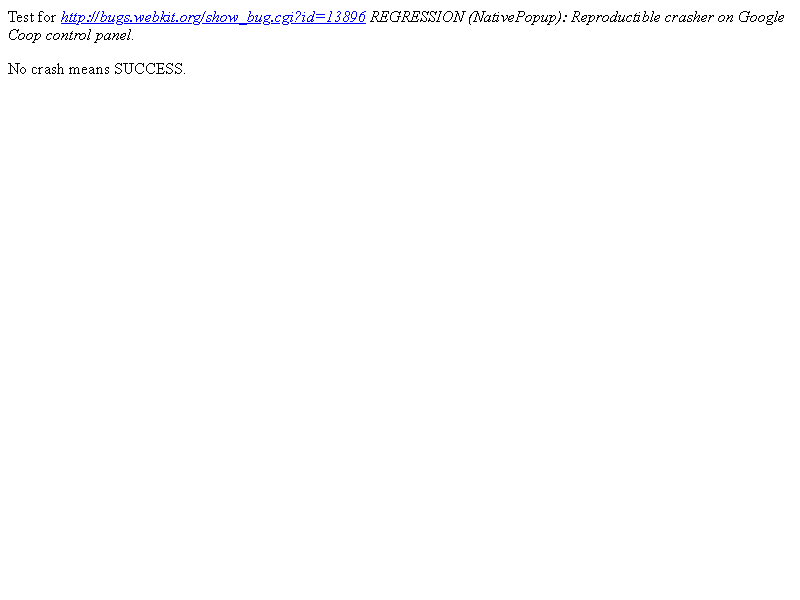 Test for http://bugs.webkit.org/show_bug.cgi?id=13896 REGRESSION (NativePopup): Reproductible crasher on Google
Coop control panel.
No crash means SUCCESS.